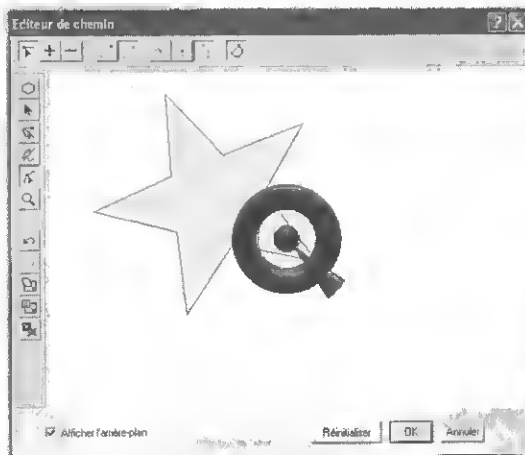 Editeur de chemin
Afficher l'arrière-plan
Réinitialiser
OK
Annuler